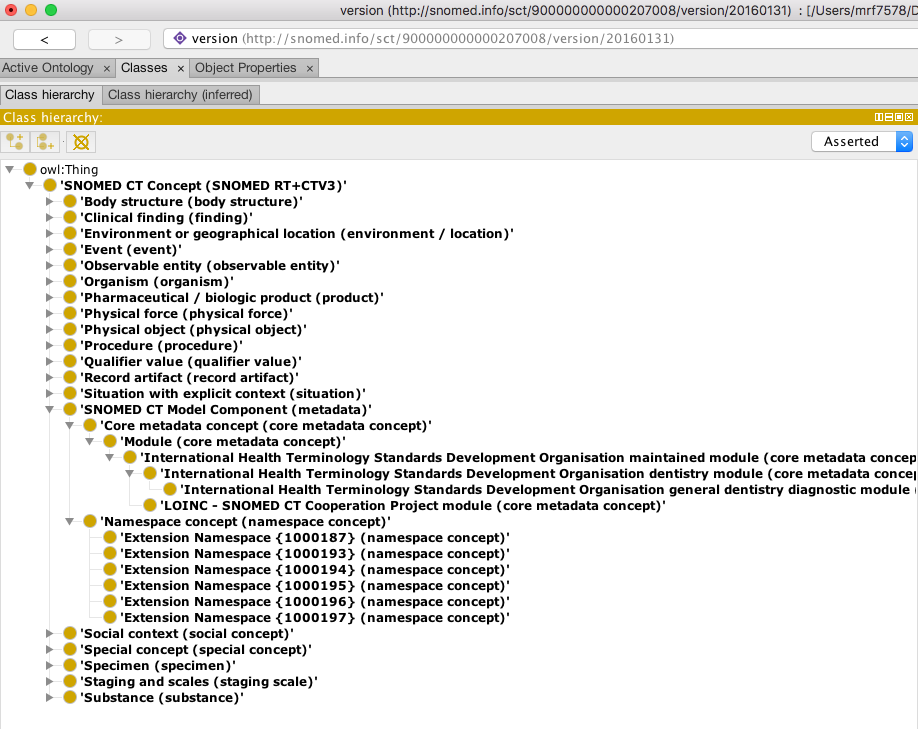 version (http://snomed.info/sct/900000000000207008/version/20160131) : [/Users/mrf7578/D
< > version (http://snomed.info/sct/900000000000207008/version/20160131)
Active Ontology × Classes × Object Properties ×
Class hierarchy Class hierarchy (inferred)
Class hierarchy:
Asserted
owl:Thing
'SNOMED CT Concept (SNOMED RT+CTV3)'
'Body structure (body structure)'
'Clinical finding (finding)'
'Environment or geographical location (environment / location)'
'Event (event)'
'Observable entity (observable entity)'
'Organism (organism)'
'Pharmaceutical / biologic product (product)'
'Physical force (physical force)'
'Physical object (physical object)'
'Procedure (procedure)'
'Qualifier value (qualifier value)'
'Record artifact (record artifact)'
'Situation with explicit context (situation)'
'SNOMED CT Model Component (metadata)'
'Core metadata concept (core metadata concept)'
'Module (core metadata concept)'
'International Health Terminology Standards Development Organisation maintained module (core metadata concep
'International Health Terminology Standards Development Organisation dentistry module (core metadata conce
'International Health Terminology Standards Development Organisation general dentistry diagnostic module (
'LOINC - SNOMED CT Cooperation Project module (core metadata concept)'
'Namespace concept (namespace concept)'
'Extension Namespace {1000187} (namespace concept)'
'Extension Namespace {1000193} (namespace concept)'
'Extension Namespace {1000194} (namespace concept)'
'Extension Namespace {1000195} (namespace concept)'
'Extension Namespace {1000196} (namespace concept)'
'Extension Namespace {1000197} (namespace concept)'
'Social context (social concept)'
'Special concept (special concept)'
'Specimen (specimen)'
'Staging and scales (staging scale)'
'Substance (substance)'